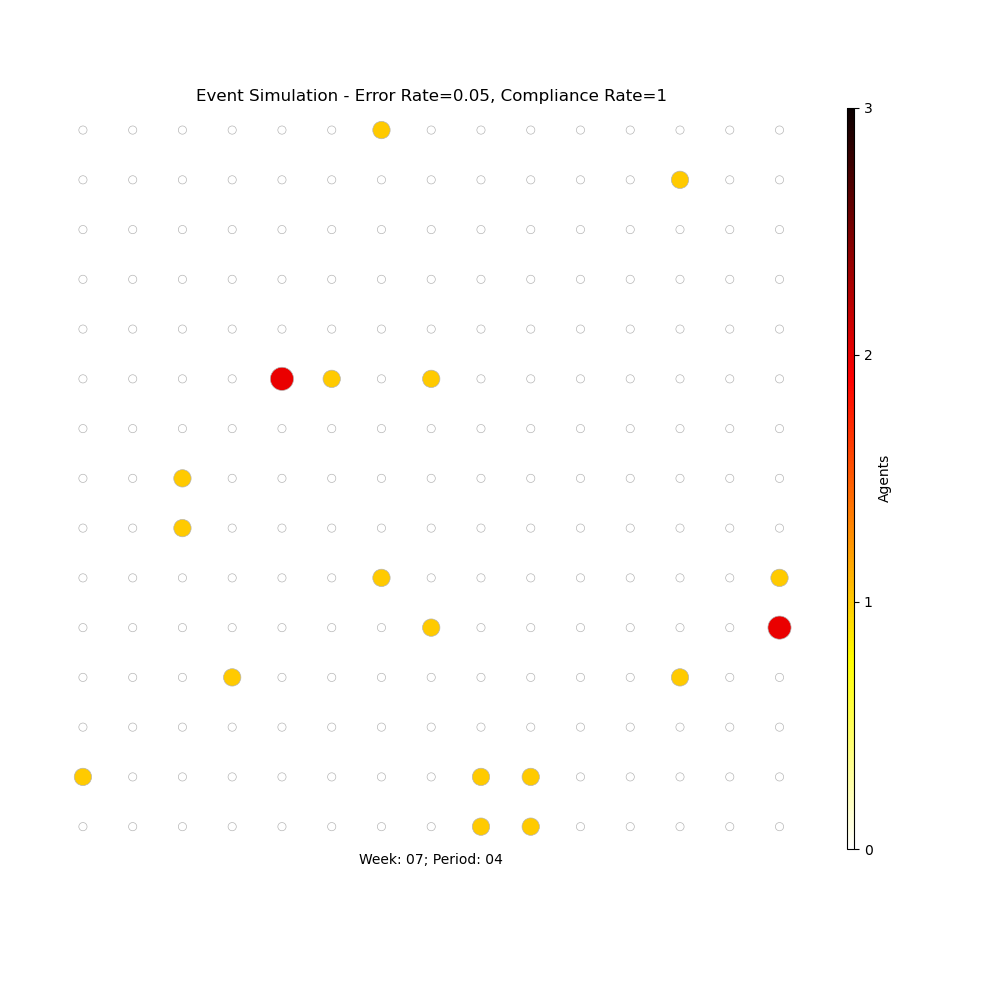 Event Simulation - Error Rate=0.05, Compliance Rate=1
3
2
Agents
1
0
Week: 07; Period: 04